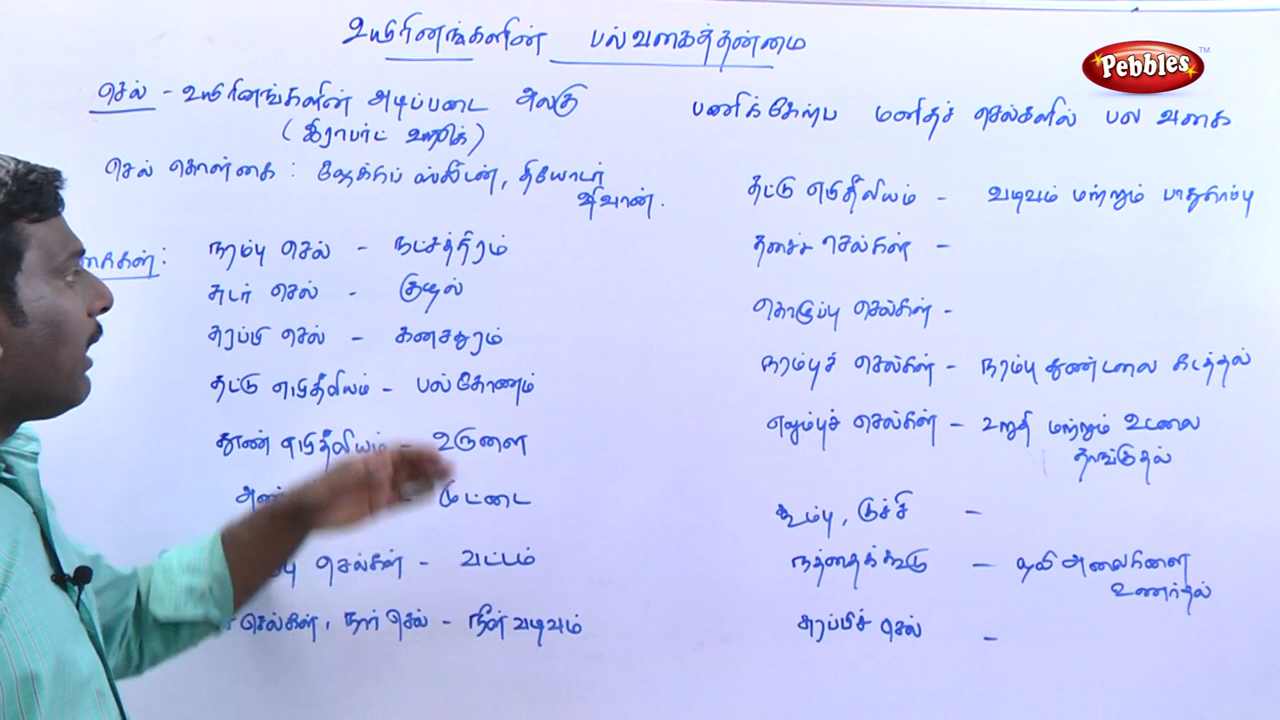 உயிரினங்களின் பல்வகைத்தன்மை
Pebbles TM
செல் - உயிரினங்களின் அடிப்படை அலகு
(இராபர்ட் ஹூக்)
செல் கொள்கை : ஜேக்கப் ஸ்லீடன், தியோடர்
ஷிவான்.
நரம்பு செல் - நட்சத்திரம்
சுடர் செல் - குழல்
சுரப்பி செல் - கனசதுரம்
தட்டு எபிதீலியம் - பல்கோணம்
தூண் எபிதீலியம் - உருளை
முட்டை
செல்கள் - வட்டம்
செல்கள், நார் செல் - நீள் வடிவம்
பணிக்கேற்ப மனிதச் செல்களில் பல வகை
தட்டு எபிதீலியம் - வடிவம் மற்றும் பாதுகாப்பு
தசைச் செல்கள் -
கொழுப்பு செல்கள் -
நரம்புச் செல்கள் - நரம்பு தூண்டலை கடத்தல்
எலும்புச் செல்கள் - உறுதி மற்றும் உடலை
தாங்குதல்
கூம்பு, குச்சி -
நத்தைக்கூடு - ஒலி அலைகளை
உணர்தல்
சுரப்பிச் செல் -